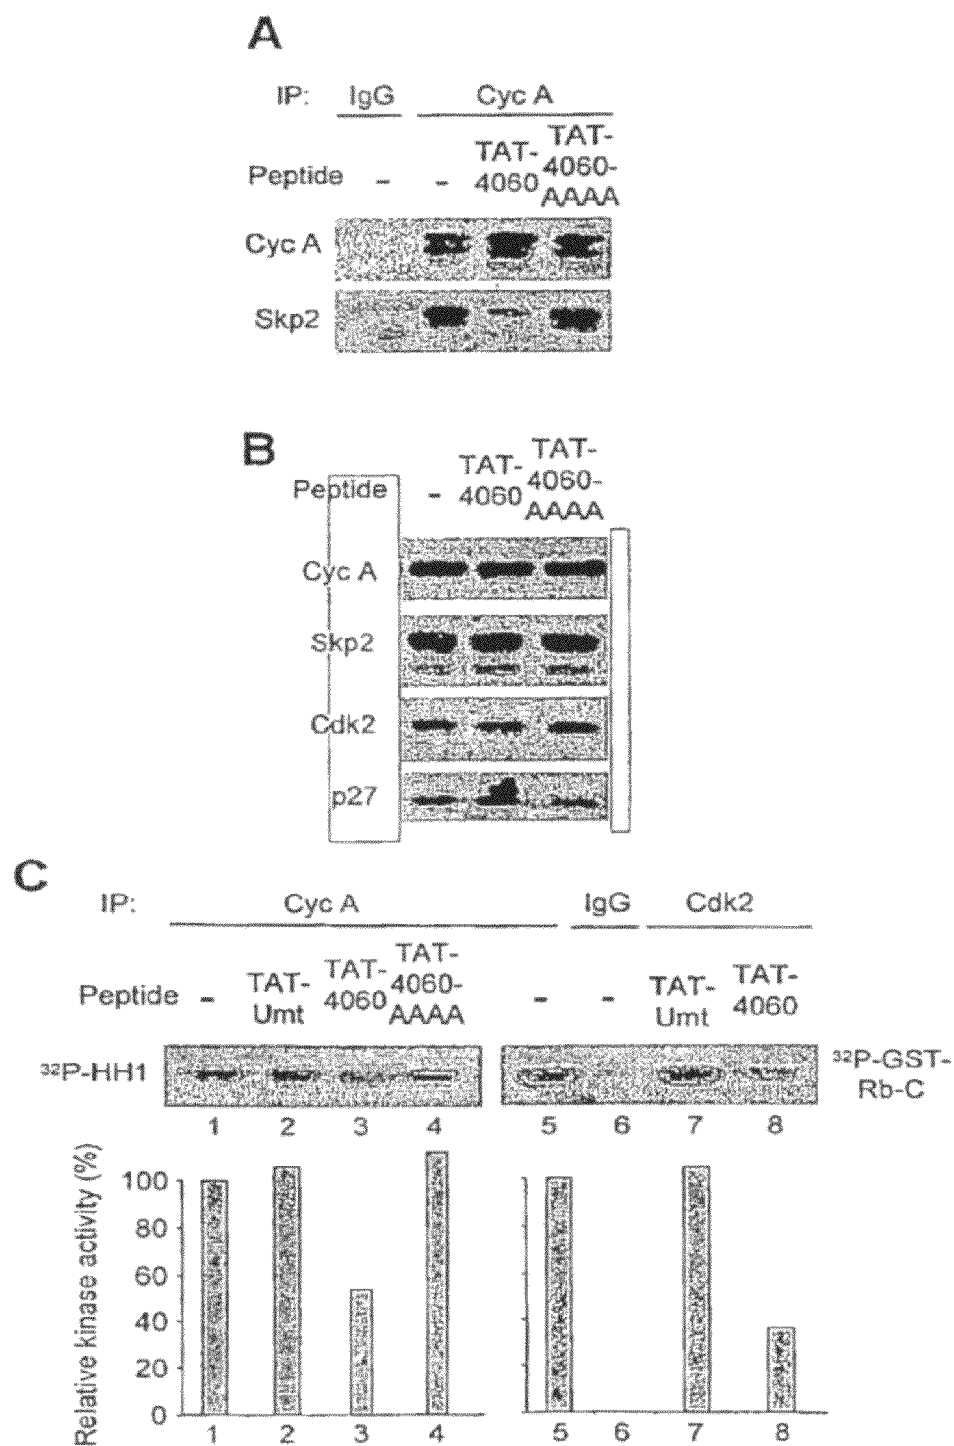 A
IP: IgG Cyc A
Peptide - - TAT-4060 TAT-4060-AAAA
Cyc A
Skp2
B
Peptide - TAT-4060 TAT-4060-AAAA
Cyc A
Skp2
Cdk2
p27
C
IP: Cyc A IgG Cdk2
Peptide - TAT-Umt TAT-4060 TAT-4060-AAAA - - TAT-Umt TAT-4060
32P-HH1
32P-GST-Rb-C
1 2 3 4 5 6 7 8
Relative kinase activity (%)
100
80
60
40
20
0
1 2 3 4 5 6 7 8